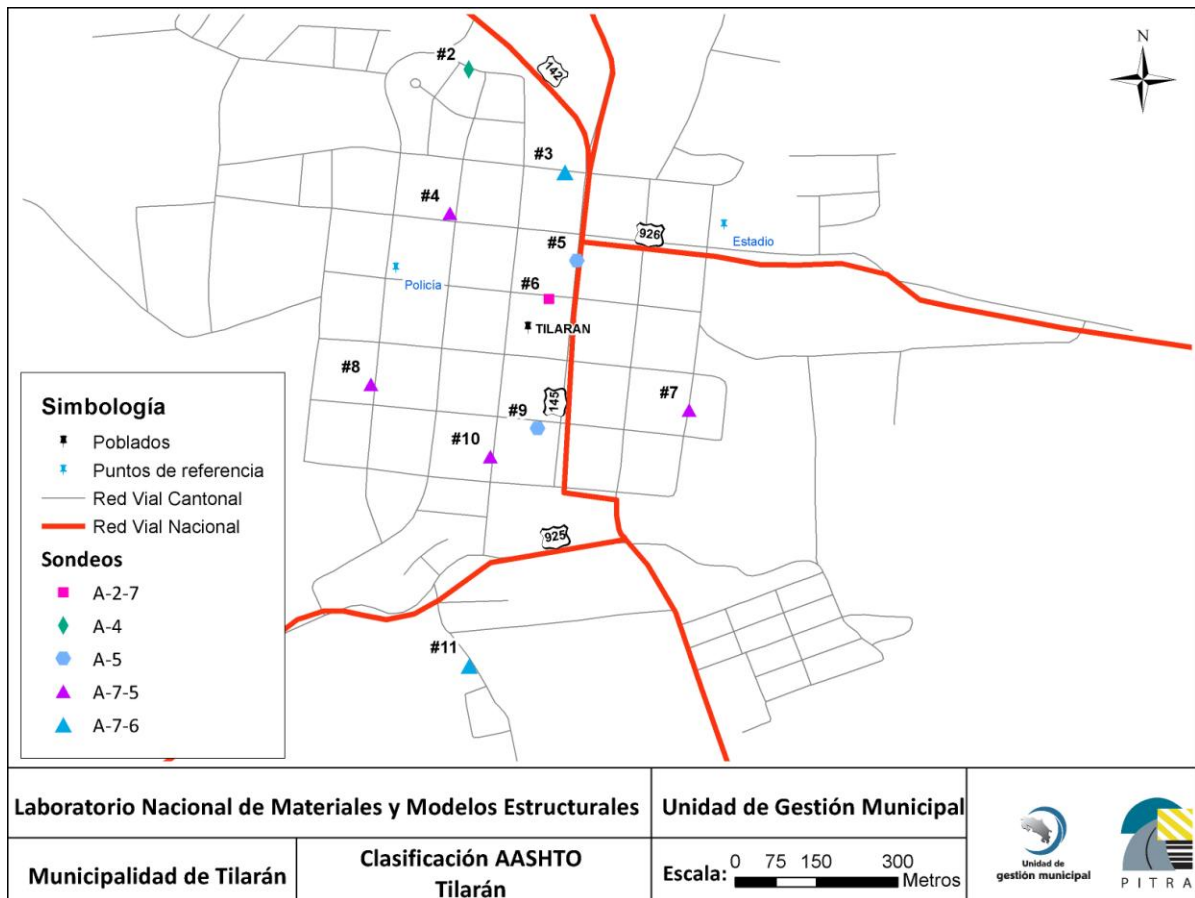 N
#2
142
#3
#4
926
#5
Estadio
Policía
#6
TILARAN
#8
#7
145
#9
#10
925
#11
Simbología
Poblados
Puntos de referencia
Red Vial Cantonal
Red Vial Nacional
Sondeos
A-2-7
A-4
A-5
A-7-5
A-7-6
Laboratorio Nacional de Materiales y Modelos Estructurales
Unidad de Gestión Municipal
Municipalidad de Tilarán
Clasificación AASHTO
Tilarán
Escala: 0 75 150 300
Metros
Unidad de
gestión municipal
PITRA